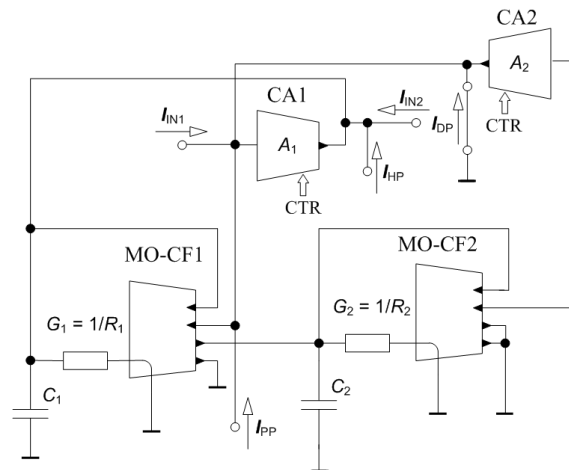 CA2
A2
CTR
CA1
IIN1
IIN2
A1
IDP
IHP
CTR
MO-CF1
MO-CF2
G1 = 1/R1
G2 = 1/R2
C1
C2
IPP